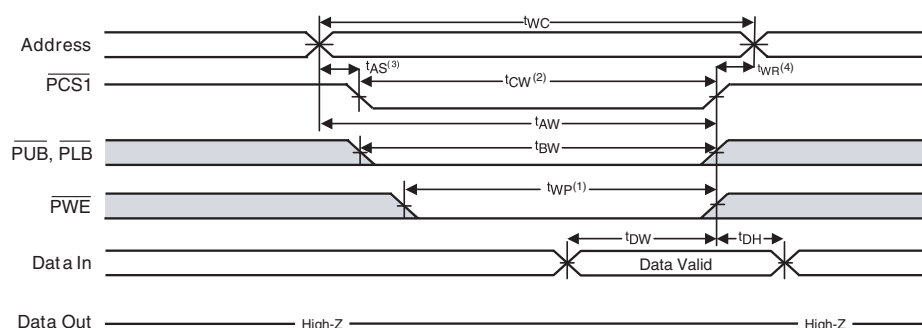 tWC
Address
tAS(3)
tCW(2)
tWR(4)
PCS1
tAW
PUB, PLB
tBW
tWP(1)
PWE
tDW
tDH
Data In
Data Valid
Data Out
High-Z
High-Z